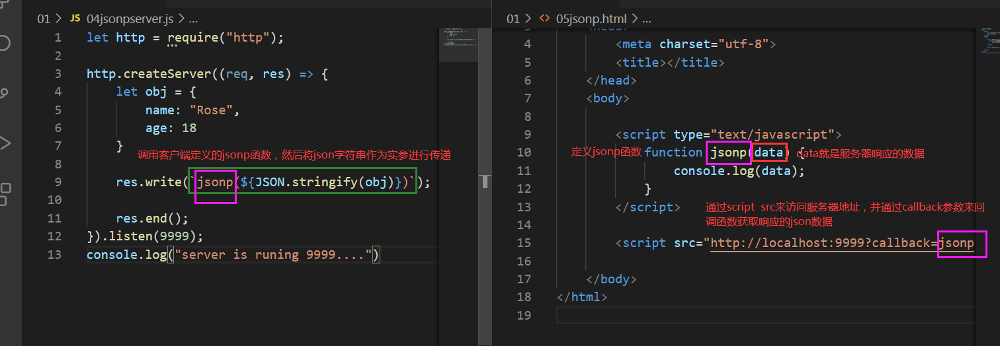 01 > JS 04jsonpserver.js > ...
1 let http = require("http");
2
3 http.createServer((req, res) => {
4 let obj = {
5 name: "Rose",
6 age: 18
7 }
调用客户端定义的jsonp函数，然后将json字符串作为实参进行传递
8
9 res.write(`jsonp(${JSON.stringify(obj)})`);
10
11 res.end();
12 }).listen(9999);
13 console.log("server is runing 9999....")
01 > <> 05jsonp.html > ...
4 <meta charset="utf-8">
5 <title></title>
6 </head>
7 <body>
8
9 <script type="text/javascript">
定义jsonp函数
10 function jsonp(data) {
data就是服务器响应的数据
11 console.log(data);
12 }
13 </script>
通过script src来访问服务器地址，并通过callback参数来回
调函数获取响应的json数据
14
15 <script src="http://localhost:9999?callback=jsonp
16
17 </body>
18 </html>
19